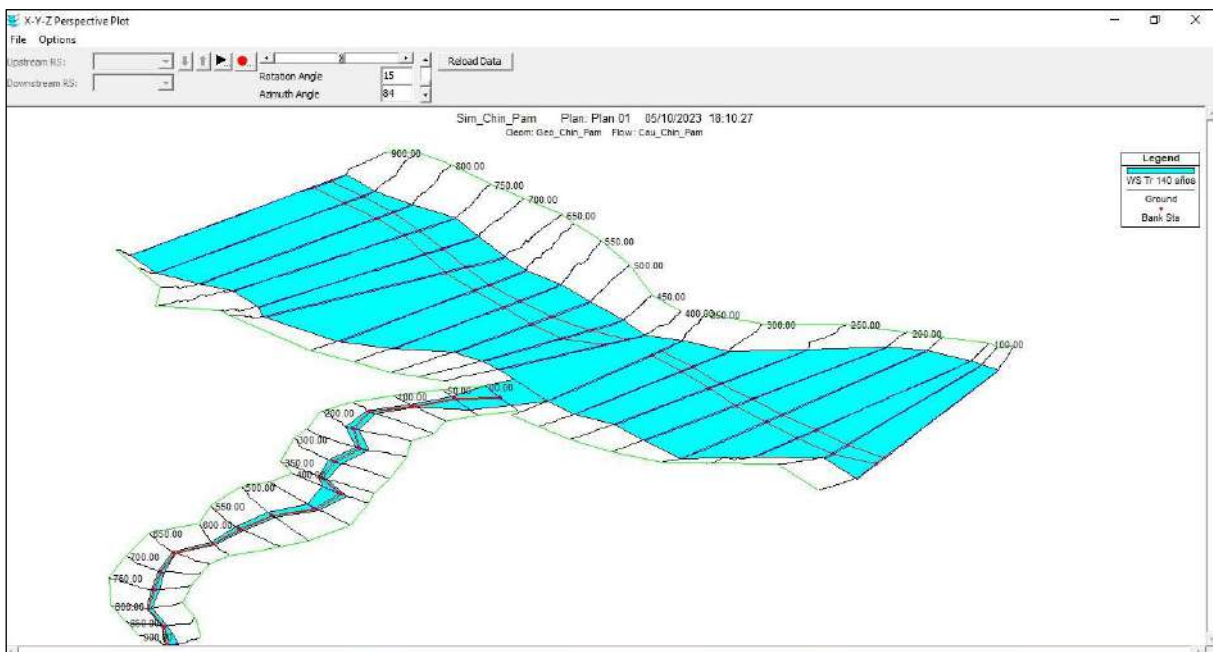 X-Y-Z Perspective Plot
File Options
Upstream RS:
Downstream RS:
Rotation Angle 15
Azimuth Angle 84
Reload Data
Sim_Chin_Pam Plan: Plan 01 05/10/2023 18:10:27
Geom: Geo_Chin_Pam Flow: Cau_Chin_Pam
Legend
WS Tr 140 años
Ground
Bank Sta
900.00
800.00
750.00
700.00
650.00
550.00
500.00
450.00
400.00
350.00
300.00
250.00
200.00
100.00
50.00
100.00
200.00
300.00
350.00
400.00
500.00
550.00
600.00
650.00
700.00
750.00
800.00
850.00